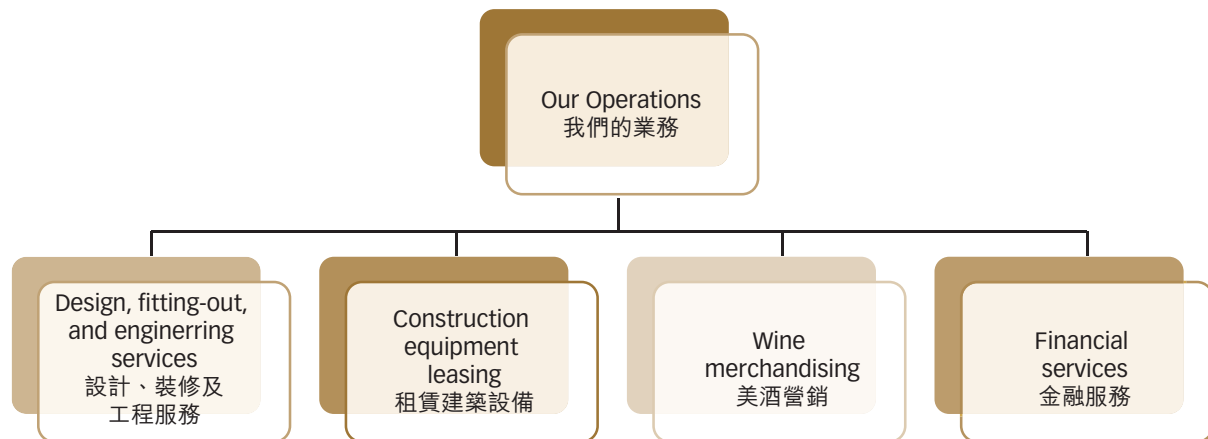 Our Operations
我們的業務
Design, fitting-out,
and enginerring
services
設計、裝修及
工程服務
Construction
equipment
leasing
租賃建築設備
Wine
merchandising
美酒營銷
Financial
services
金融服務